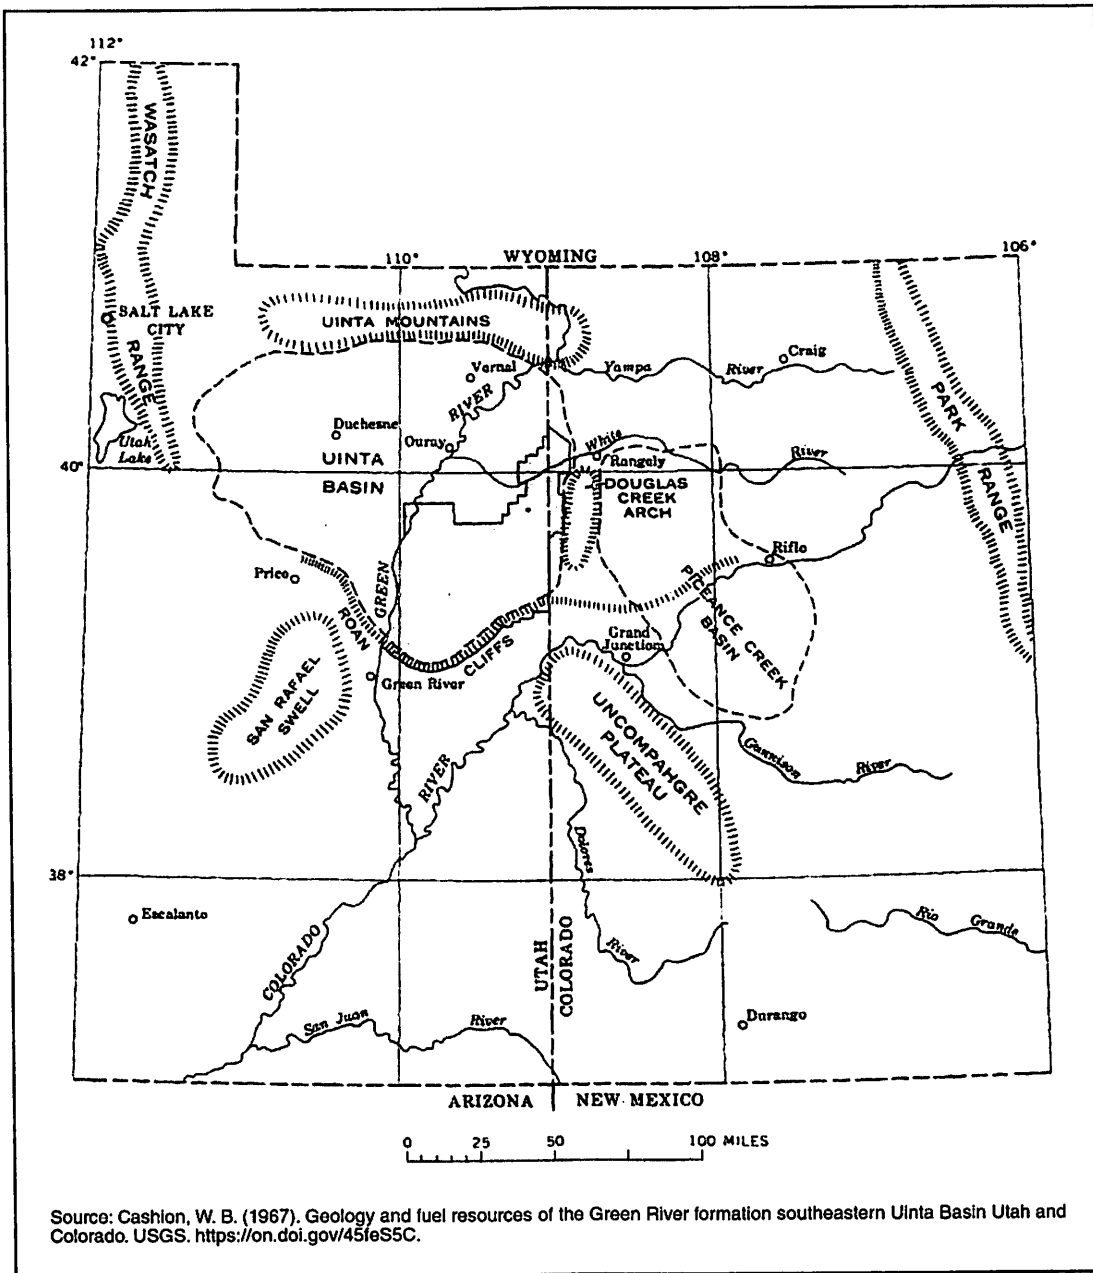 112°
42°
WASATCH
RANGE
SALT LAKE
CITY
Utah
Lake
110°
WYOMING
108°
106°
UINTA MOUNTAINS
Vernal
Yampa
River
Craig
PARK
RANGE
Duchesne
Ouray
RIVER
GREEN
White
River
Rangely
40°
UINTA
BASIN
DOUGLAS
CREEK
ARCH
Price
ROAN
CLIFFS
Rifle
PICEANCE CREEK
BASIN
Grand
Junction
Green River
SAN RAFAEL
SWELL
UNCOMPAHGRE
PLATEAU
Gunnison
River
RIVER
COLORADO
Dolores
River
38°
Escalante
Rio
Grande
UTAH
COLORADO
San Juan
River
Durango
ARIZONA
NEW MEXICO
0 25 50 100 MILES
Source: Cashion, W. B. (1967). Geology and fuel resources of the Green River formation southeastern Uinta Basin Utah and
Colorado. USGS. https://on.doi.gov/45feS5C.